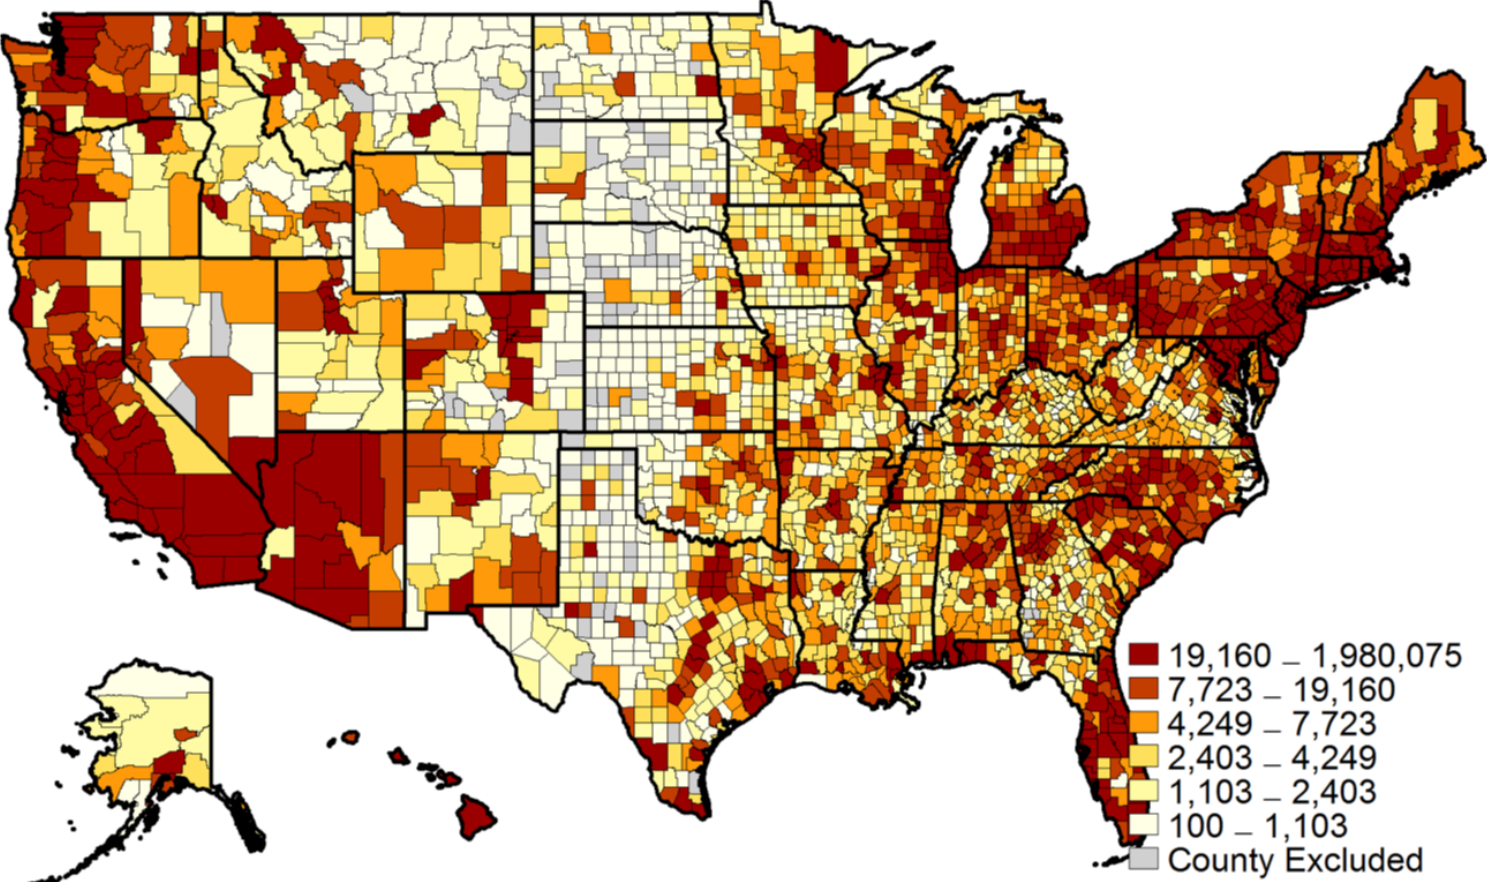 19,160 – 1,980,075
7,723 – 19,160
4,249 – 7,723
2,403 – 4,249
1,103 – 2,403
100 – 1,103
County Excluded